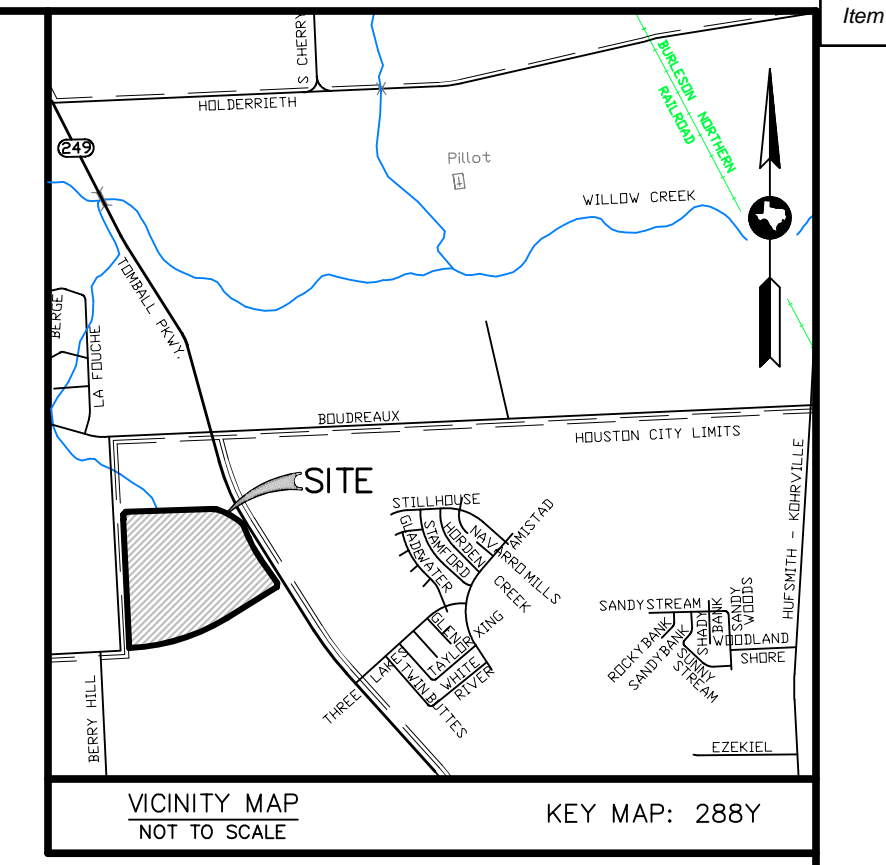 Item
S CHERRY
HOLDERRIETH
BURLESON NORTHERN
RAILROAD
249
Pillot
WILLOW CREEK
TOMBALL PKWY.
BERGE
LA FOUCHE
BOUDREAUX
HOUSTON CITY LIMITS
SITE
HUFSMITH - KOHRVILLE
STILLHOUSE
AMISTAD
GLADEWATER
STAMFORD
HORDEN
CREEK
NAVARRO MILLS
GLEN
XING
TAYLOR
WHITE
RIVER
TWIN BUTTES
THREE LAKES
SANDY STREAM
SANDY
WOODS
SHADY
BANK
ROCKY BANK
SANDY BANK
SUNNY
STREAM
WOODLAND
SHORE
BERRY HILL
EZEKIEL
VICINITY MAP
NOT TO SCALE
KEY MAP: 288Y